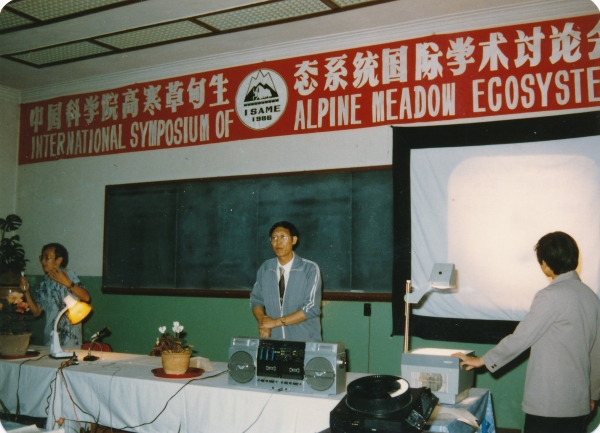 中国科学院高寒草甸生态系统国际学术讨论会
INTERNATIONAL SYMPOSIUM OF ALPINE MEADOW ECOSYSTE
ISAME
1986